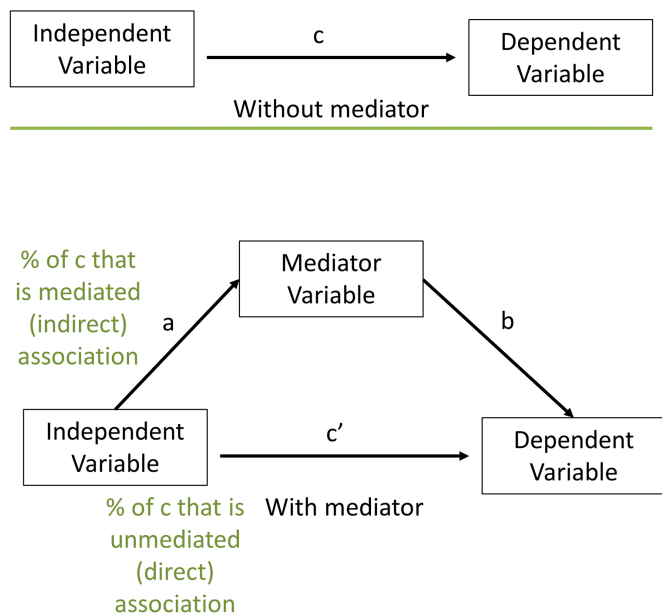 Independent
Variable
c
Dependent
Variable
Without mediator
% of c that
is mediated
(indirect)
association
a
Mediator
Variable
b
Independent
Variable
c’
Dependent
Variable
% of c that is
unmediated
(direct)
association
With mediator